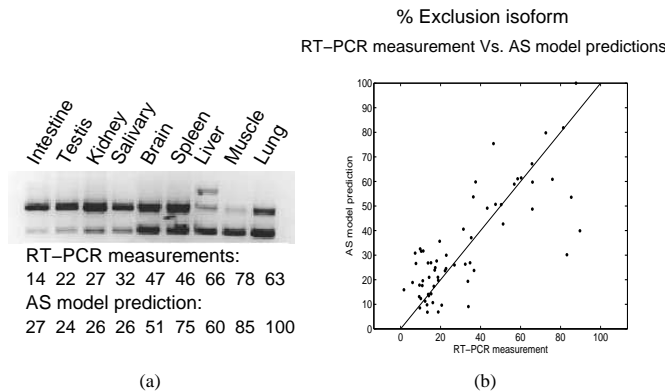 % Exclusion isoform
RT−PCR measurement Vs. AS model predictions
Intestine Testis Kidney Salivary Brain Spleen Liver Muscle Lung
RT−PCR measurements:
14 22 27 32 47 46 66 78 63
AS model prediction:
27 24 26 26 51 75 60 85 100
(a)
100
90
80
70
60
50
40
30
20
10
0
AS model prediction
0 20 40 60 80 100
RT−PCR measurement
(b)